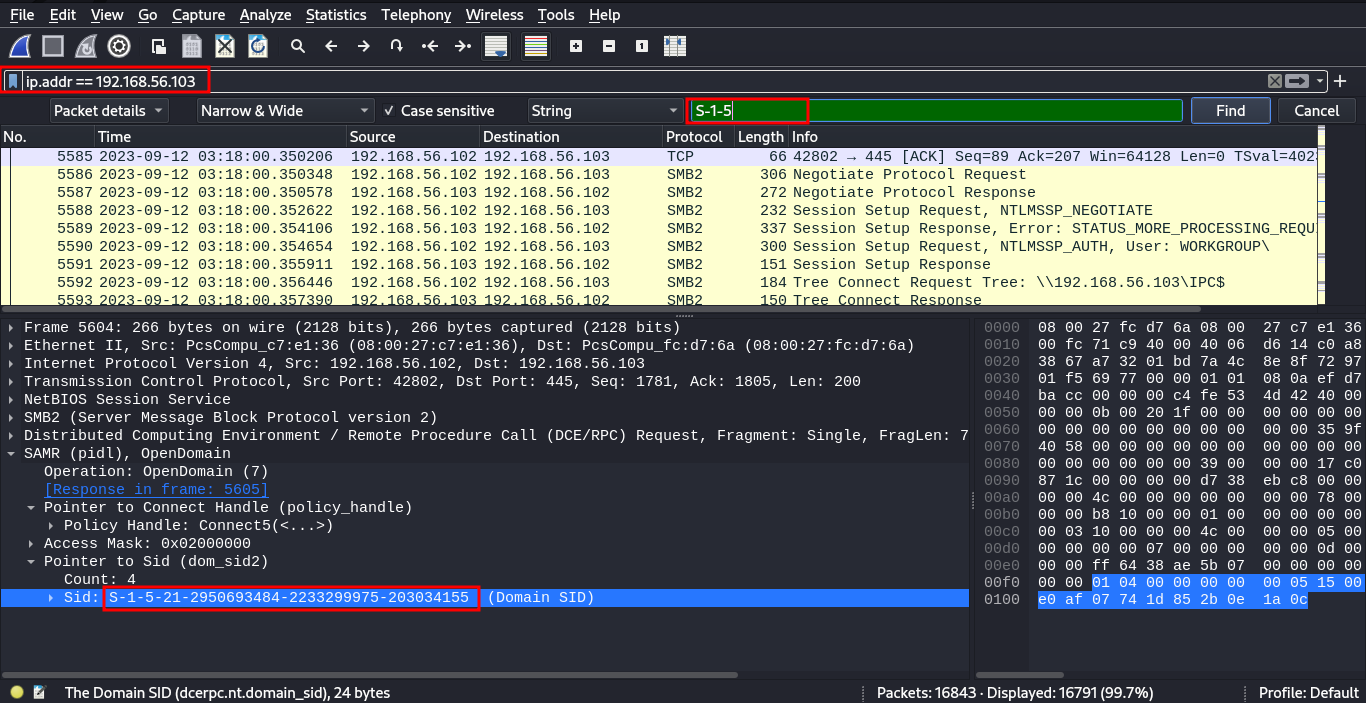 File Edit View Go Capture Analyze Statistics Telephony Wireless Tools Help
ip.addr == 192.168.56.103
Packet details Narrow & Wide Case sensitive String S-1-5 Find Cancel
No. Time Source Destination Protocol Length Info
5585 2023-09-12 03:18:00.350206 192.168.56.102 192.168.56.103 TCP 66 42802 → 445 [ACK] Seq=89 Ack=207 Win=64128 Len=0 TSval=402
5586 2023-09-12 03:18:00.350348 192.168.56.102 192.168.56.103 SMB2 306 Negotiate Protocol Request
5587 2023-09-12 03:18:00.350578 192.168.56.103 192.168.56.102 SMB2 272 Negotiate Protocol Response
5588 2023-09-12 03:18:00.352622 192.168.56.102 192.168.56.103 SMB2 232 Session Setup Request, NTLMSSP_NEGOTIATE
5589 2023-09-12 03:18:00.354106 192.168.56.103 192.168.56.102 SMB2 337 Session Setup Response, Error: STATUS_MORE_PROCESSING_REQU
5590 2023-09-12 03:18:00.354654 192.168.56.102 192.168.56.103 SMB2 300 Session Setup Request, NTLMSSP_AUTH, User: WORKGROUP\
5591 2023-09-12 03:18:00.355911 192.168.56.103 192.168.56.102 SMB2 151 Session Setup Response
5592 2023-09-12 03:18:00.356446 192.168.56.102 192.168.56.103 SMB2 184 Tree Connect Request Tree: \\192.168.56.103\IPC$
5593 2023-09-12 03:18:00.357390 192.168.56.103 192.168.56.102 SMB2 150 Tree Connect Response
Frame 5604: 266 bytes on wire (2128 bits), 266 bytes captured (2128 bits)
Ethernet II, Src: PcsCompu_c7:e1:36 (08:00:27:c7:e1:36), Dst: PcsCompu_fc:d7:6a (08:00:27:fc:d7:6a)
Internet Protocol Version 4, Src: 192.168.56.102, Dst: 192.168.56.103
Transmission Control Protocol, Src Port: 42802, Dst Port: 445, Seq: 1781, Ack: 1805, Len: 200
NetBIOS Session Service
SMB2 (Server Message Block Protocol version 2)
Distributed Computing Environment / Remote Procedure Call (DCE/RPC) Request, Fragment: Single, FragLen: 7
SAMR (pidl), OpenDomain
Operation: OpenDomain (7)
[Response in frame: 5605]
Pointer to Connect Handle (policy_handle)
Policy Handle: Connect5(<...>)
Access Mask: 0x02000000
Pointer to Sid (dom_sid2)
Count: 4
Sid: S-1-5-21-2950693484-2233299975-203034155 (Domain SID)
0000 08 00 27 fc d7 6a 08 00 27 c7 e1 36
0010 00 fc 71 c9 40 00 40 06 d6 14 c0 a8
0020 38 67 a7 32 01 bd 7a 4c 8e 8f 72 97
0030 01 f5 69 77 00 00 01 01 08 0a ef d7
0040 ba cc 00 00 00 c4 fe 53 4d 42 40 00
0050 00 00 0b 00 20 1f 00 00 00 00 00 00
0060 00 00 00 00 00 00 00 00 00 00 35 9f
0070 40 58 00 00 00 00 00 00 00 00 00 00
0080 00 00 00 00 00 00 39 00 00 00 17 c0
0090 87 1c 00 00 00 00 d7 38 eb c8 00 00
00a0 00 00 4c 00 00 00 00 00 00 00 78 00
00b0 00 00 b8 10 00 00 01 00 00 00 00 00
00c0 00 03 10 00 00 00 4c 00 00 00 05 00
00d0 00 00 00 00 07 00 00 00 00 00 0d 00
00e0 00 00 ff 64 38 ae 5b 07 00 00 00 00
00f0 00 00 01 04 00 00 00 00 00 05 15 00
0100 e0 af 07 74 1d 85 2b 0e 1a 0c
The Domain SID (dcerpc.nt.domain_sid), 24 bytes Packets: 16843 · Displayed: 16791 (99.7%) Profile: Default